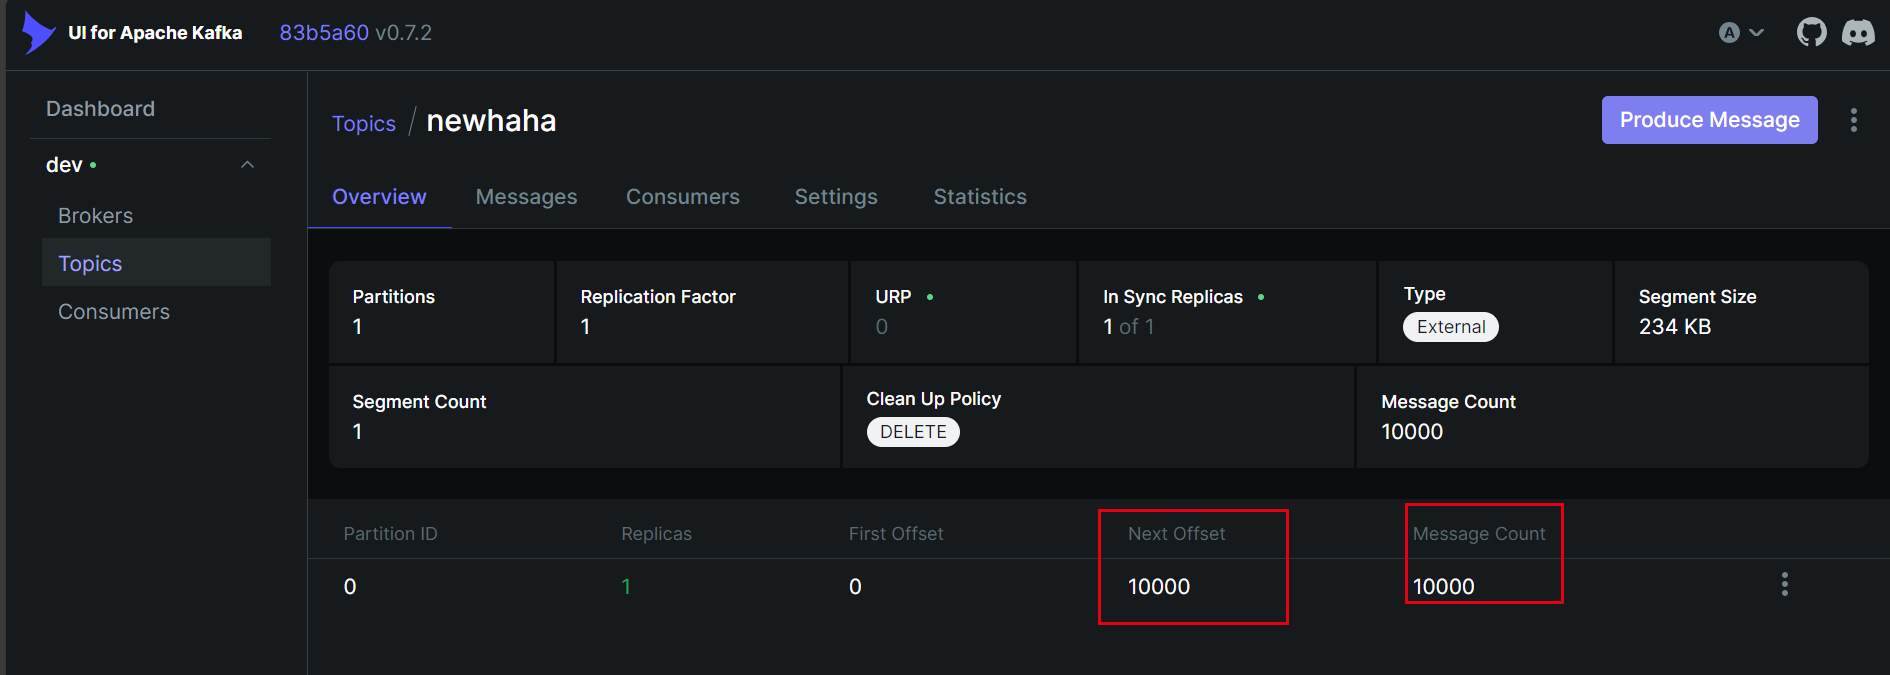 UI for Apache Kafka 83b5a60 v0.7.2 A
Dashboard
dev
Brokers
Topics
Consumers
Topics / newhaha
Produce Message
Overview Messages Consumers Settings Statistics
Partitions
1
Replication Factor
1
URP
0
In Sync Replicas
1 of 1
Type
External
Segment Size
234 KB
Segment Count
1
Clean Up Policy
DELETE
Message Count
10000
Partition ID Replicas First Offset Next Offset Message Count
0 1 0 10000 10000